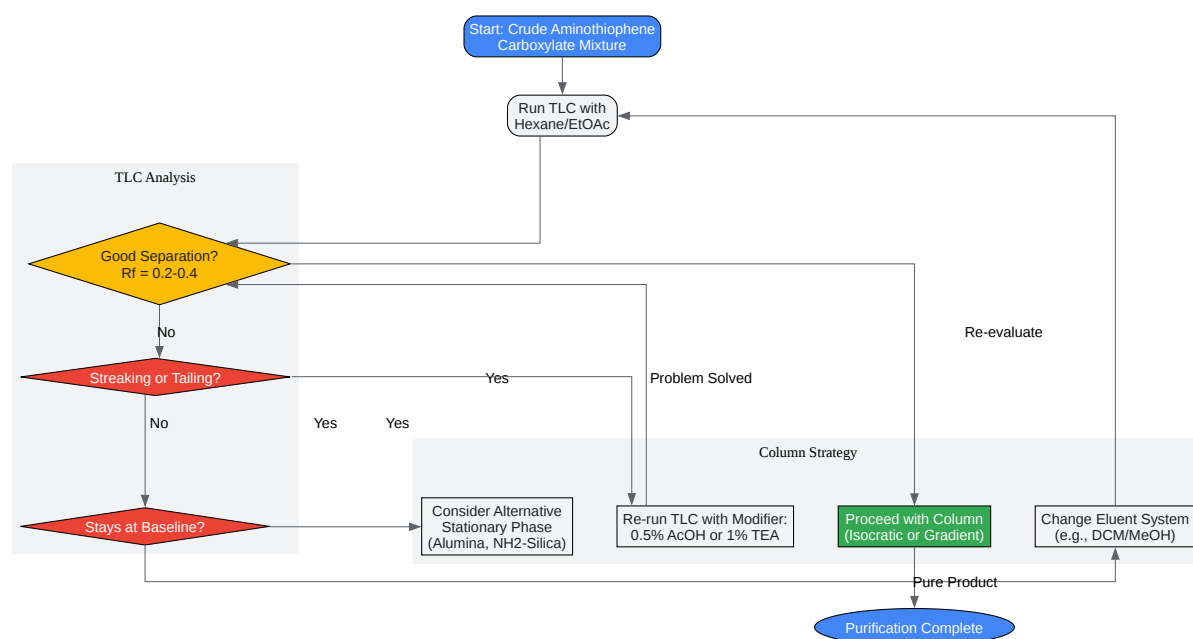 Start: Crude Aminothiophene
Carboxylate Mixture
Run TLC with
Hexane/EtOAc
TLC Analysis
Good Separation?
Rf = 0.2-0.4
No
Re-evaluate
Streaking or Tailing?
Yes
Problem Solved
No
Yes
Yes
Column Strategy
Stays at Baseline?
Consider Alternative
Stationary Phase
(Alumina, NH2-Silica)
Re-run TLC with Modifier:
0.5% AcOH or 1% TEA
Proceed with Column
(Isocratic or Gradient)
Change Eluent System
(e.g., DCM/MeOH)
Pure Product
Purification Complete